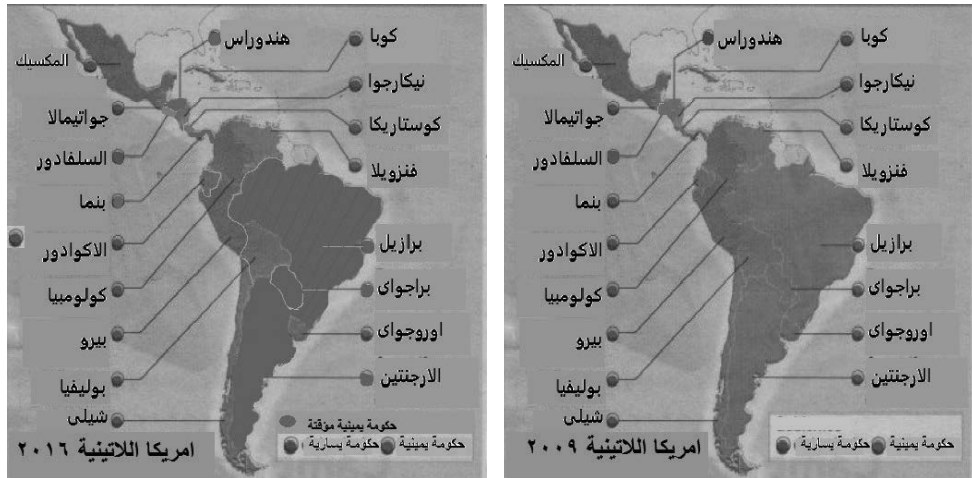 هندوراس
كوبا
المكسيك
نيكارجوا
جواتيمالا
كوستاريكا
السلفادور
فنزويلا
بنما
الاكوادور
برازيل
كولومبيا
براجواى
بيرو
اوروجواى
بوليفيا
الارجنتين
شيلى
حكومة يمينية مؤقتة
حكومة يمينية
حكومة يسارية
امريكا اللاتينية ٢٠١٦
هندوراس
كوبا
المكسيك
نيكارجوا
جواتيمالا
كوستاريكا
السلفادور
فنزويلا
بنما
الاكوادور
برازيل
كولومبيا
براجواى
بيرو
اوروجواى
بوليفيا
الارجنتين
شيلى
حكومة يمينية
حكومة يسارية
امريكا اللاتينية ٢٠٠٩